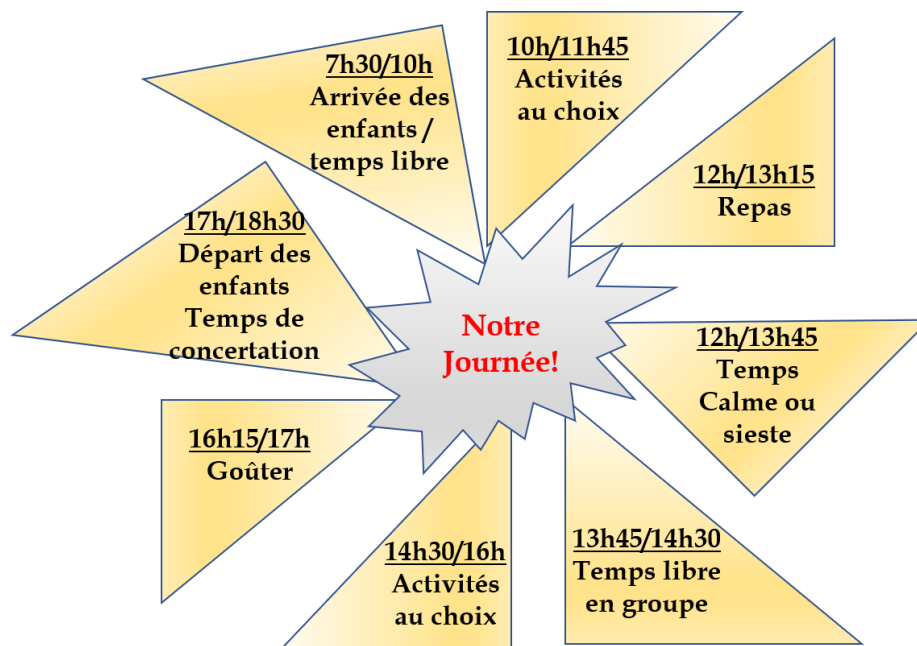 7h30/10h
Arrivée des
enfants /
temps libre
10h/11h45
Activités
au choix
12h/13h15
Repas
12h/13h45
Temps
Calme ou
sieste
13h45/14h30
Temps libre
en groupe
14h30/16h
Activités
au choix
16h15/17h
Goûter
17h/18h30
Départ des
enfants
Temps de
concertation
Notre
Journée!